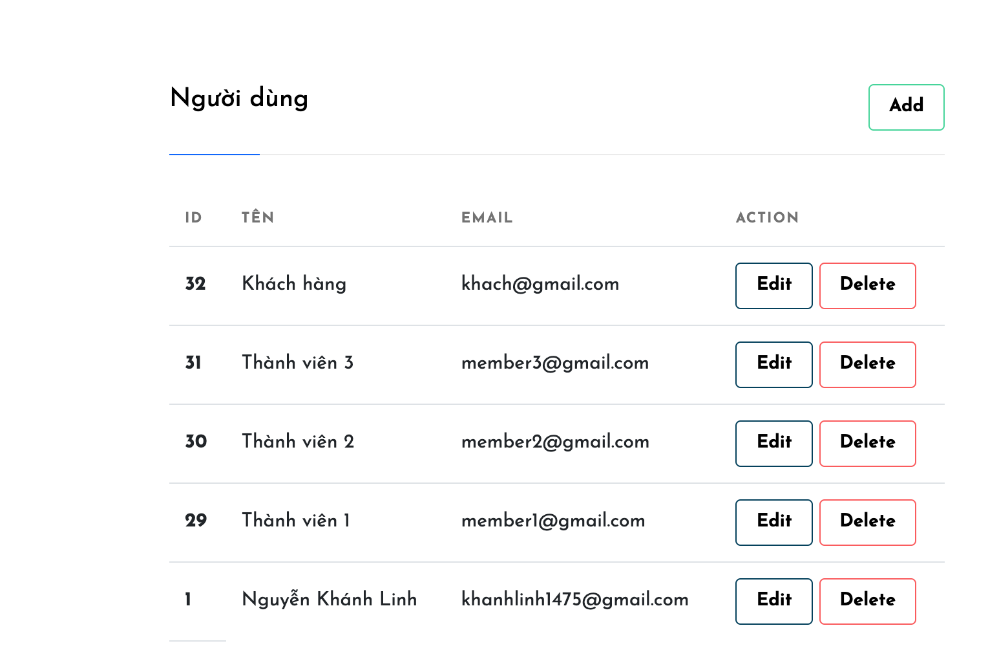 Người dùng
Add
ID TÊN EMAIL ACTION
32 Khách hàng khach@gmail.com Edit Delete
31 Thành viên 3 member3@gmail.com Edit Delete
30 Thành viên 2 member2@gmail.com Edit Delete
29 Thành viên 1 member1@gmail.com Edit Delete
1 Nguyễn Khánh Linh khanhlinh1475@gmail.com Edit Delete